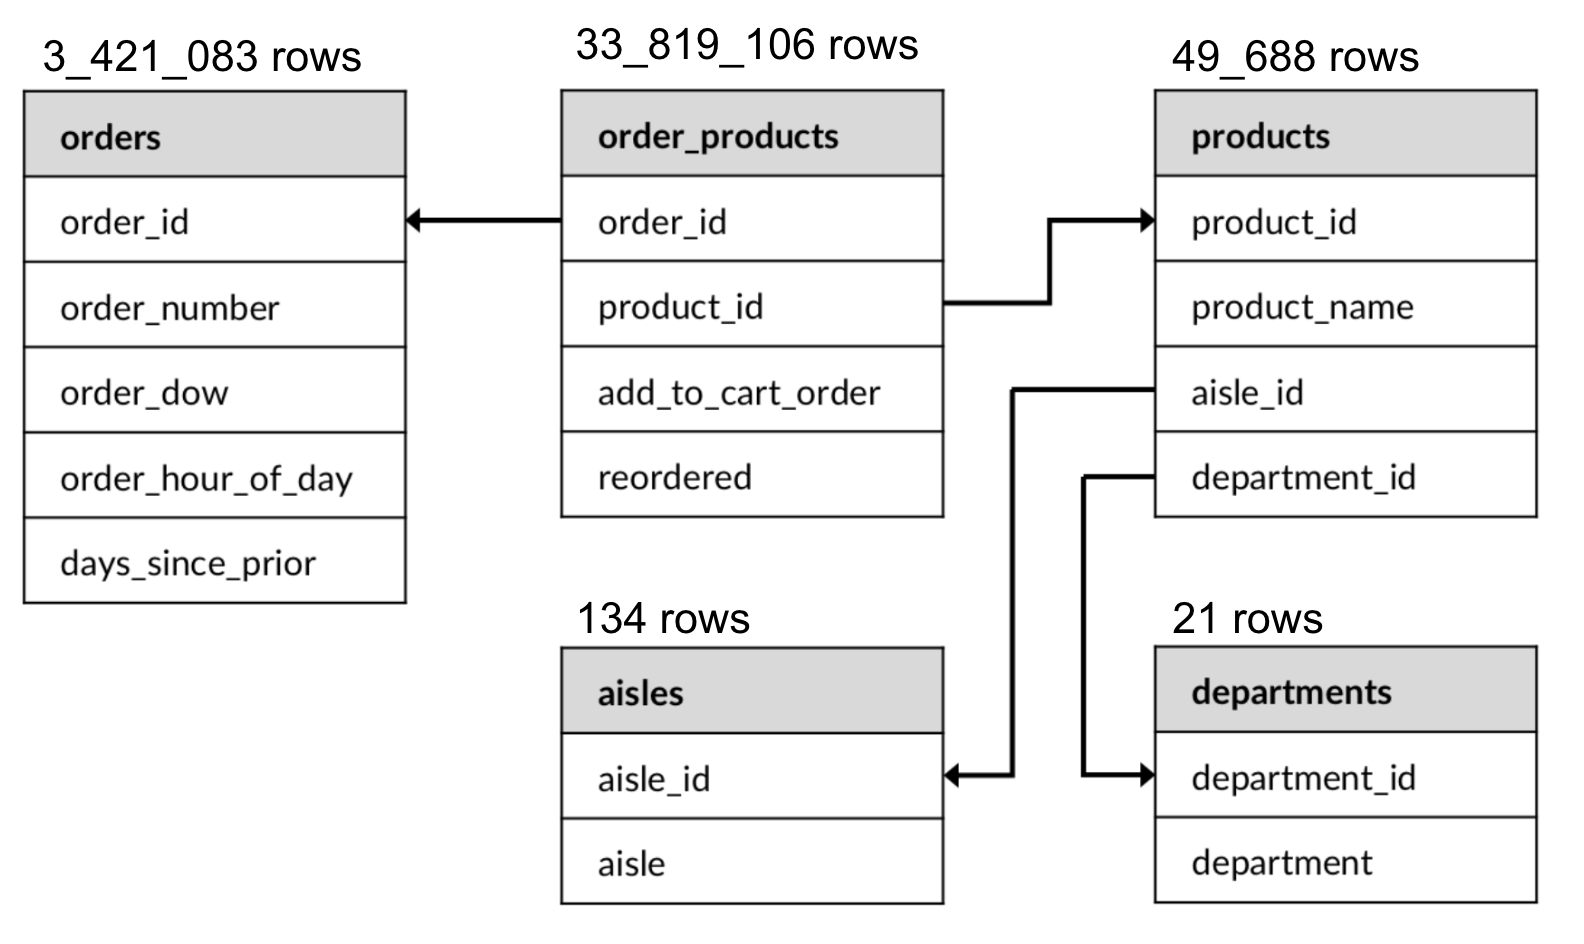 3_421_083 rows
orders
order_id
order_number
order_dow
order_hour_of_day
days_since_prior
33_819_106 rows
order_products
order_id
product_id
add_to_cart_order
reordered
49_688 rows
products
product_id
product_name
aisle_id
department_id
134 rows
aisles
aisle_id
aisle
21 rows
departments
department_id
department